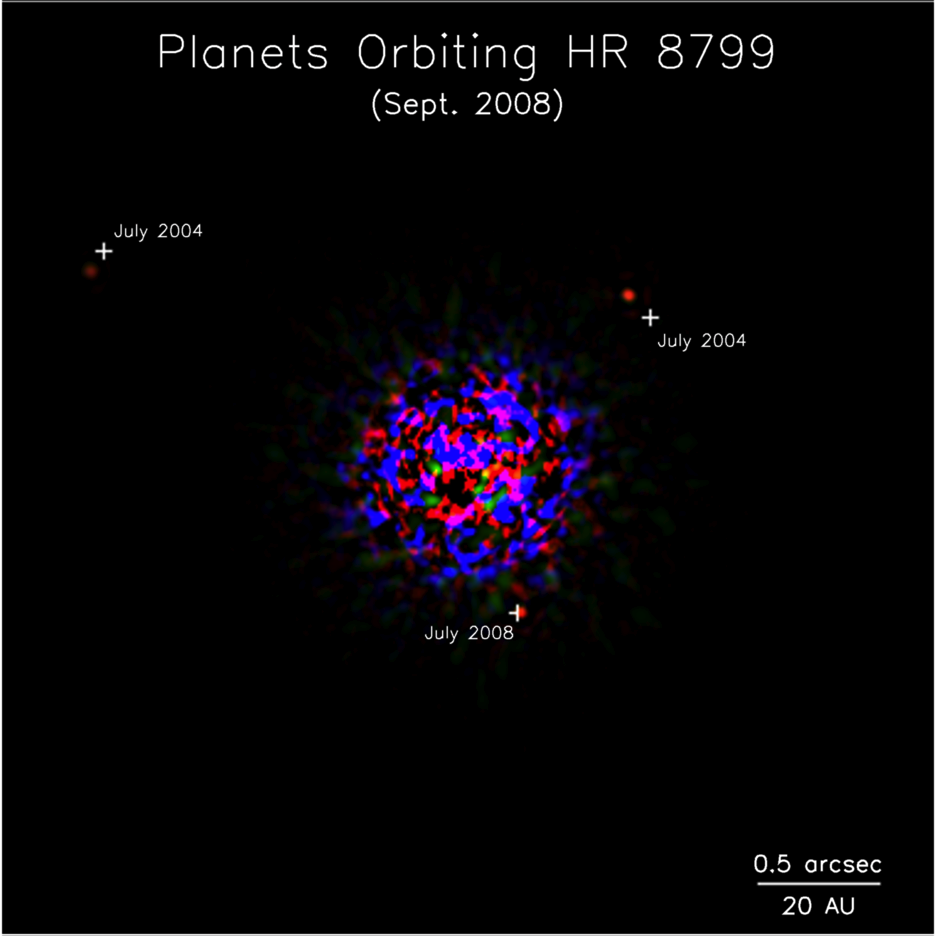 Planets Orbiting HR 8799
(Sept. 2008)
July 2004
July 2004
July 2008
0.5 arcsec
20 AU